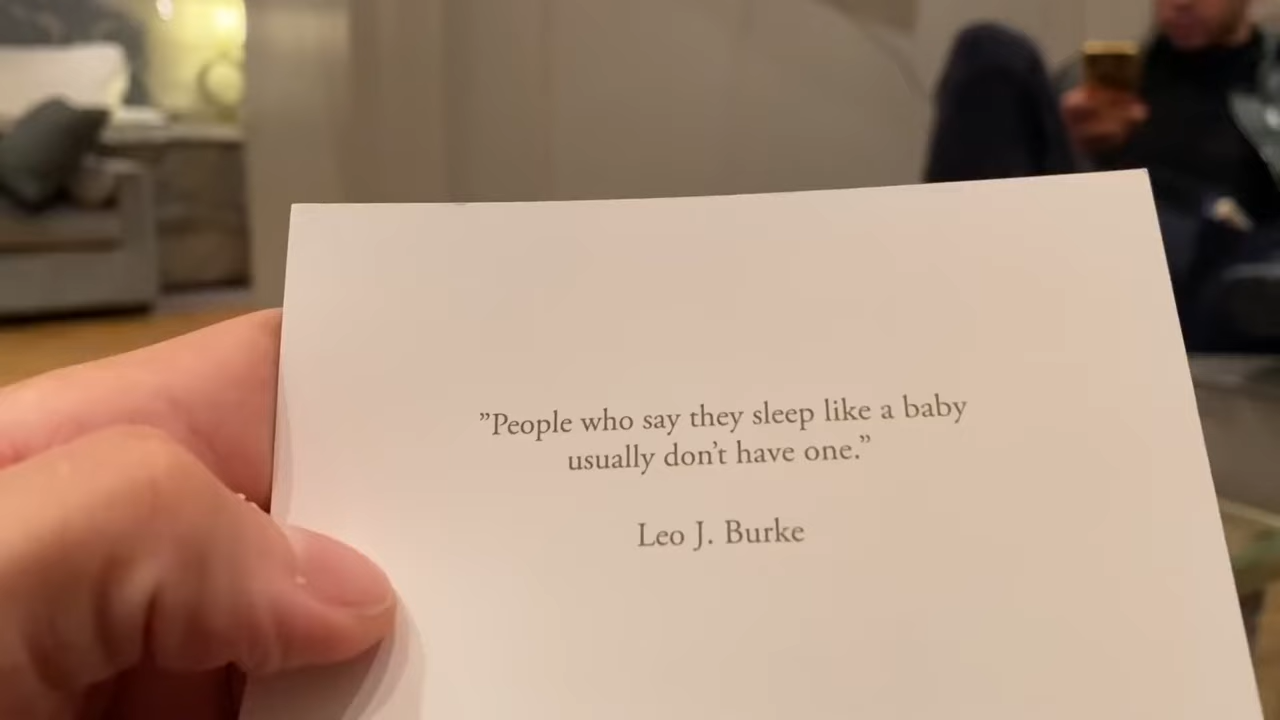 ”People who say they sleep like a baby
usually don’t have one.”
Leo J. Burke